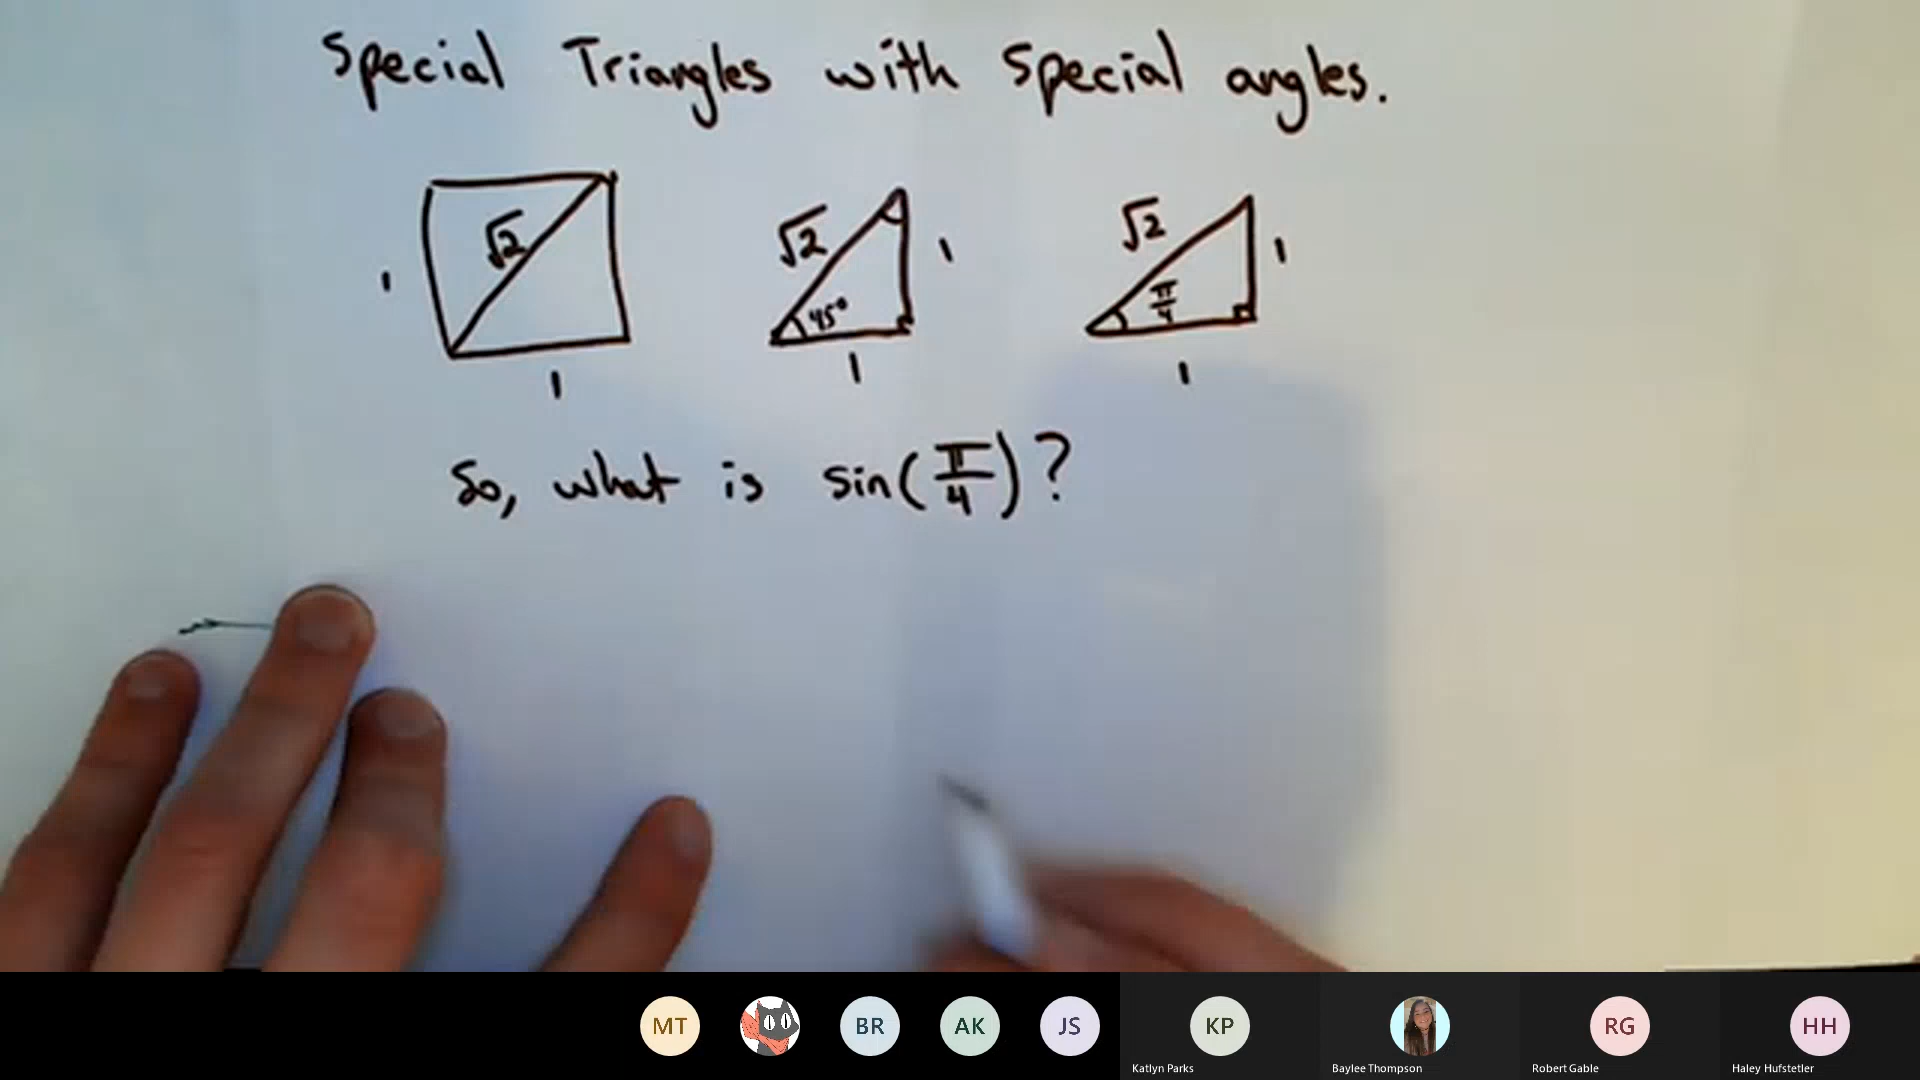 Special Triangles with special angles.
√2
1
1
√2
45°
1
1
√2
π/4
1
1
So, what is sin(π/4)?
MT
BR
AK
JS
KP
RG
HH
Katlyn Parks
Baylee Thompson
Robert Gable
Haley Hufstetler